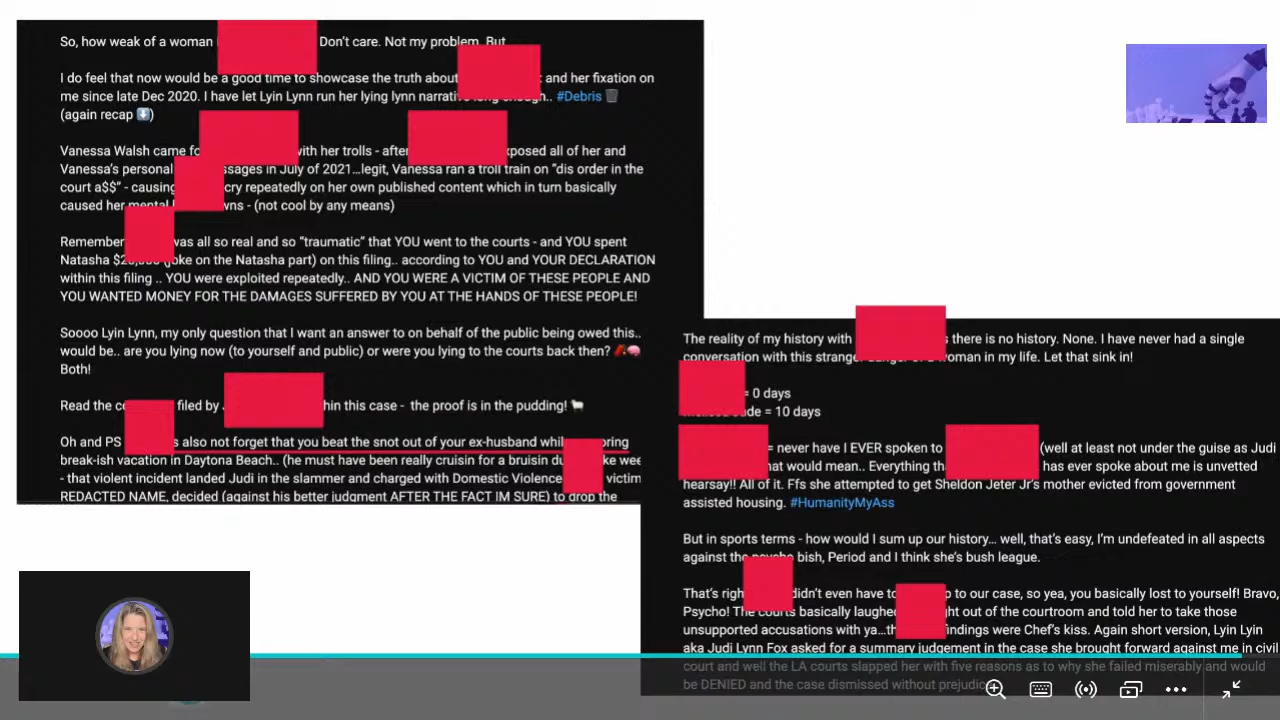 So, how weak of a woman Don't care. Not my problem. But
I do feel that now would be a good time to showcase the truth about and her fixation on
me since late Dec 2020. I have let Lyin Lynn run her lying lynn narrative long enough.. #Debris 🗑️
(again recap ⬇️)
Vanessa Walsh came with her trolls - after exposed all of her and
Vanessa's personal in July of 2021…legit, Vanessa ran a troll train on "dis order in the
court a$$" - causing cry repeatedly on her own published content which in turn basically
caused her mental - (not cool by any means)
Remember was all so real and so "traumatic" that YOU went to the courts - and YOU spent
Natasha (joke on the Natasha part) on this filing.. according to YOU and YOUR DECLARATION
within this filing .. YOU were exploited repeatedly.. AND YOU WERE A VICTIM OF THESE PEOPLE AND
YOU WANTED MONEY FOR THE DAMAGES SUFFERED BY YOU AT THE HANDS OF THESE PEOPLE!
Soooo Lyin Lynn, my only question that I want an answer to on behalf of the public being owed this..
would be.. are you lying now (to yourself and public) or were you lying to the courts back then? 🧨🧠
Both!
Read the filed by within this case - the proof is in the pudding! 🐑
Oh and PS also not forget that you beat the snot out of your ex-husband while spring
break-ish vacation in Daytona Beach.. (he must have been really cruisin for a bruisin
- that violent incident landed Judi in the slammer and charged with Domestic Violence victim
REDACTED NAME, decided (against his better judgment AFTER THE FACT IM SURE) to drop the
The reality of my history with there is no history. None. I have never had a single
conversation with this stranger woman in my life. Let that sink in!
= 0 days
= 10 days
= never have I EVER spoken to (well at least not under the guise as Judi
that would mean.. Everything has ever spoke about me is unvetted
hearsay!! All of it. Ffs she attempted to get Sheldon Jeter Jr's mother evicted from government
assisted housing. #HumanityMyAss
But in sports terms - how would I sum up our history… well, that's easy, I'm undefeated in all aspects
against the psycho bish, Period and I think she's bush league.
That's right didn't even have to to our case, so yea, you basically lost to yourself! Bravo,
Psycho! The courts basically laughed right out of the courtroom and told her to take those
unsupported accusations with ya… findings were Chef's kiss. Again short version, Lyin Lyin
aka Judi Lynn Fox asked for a summary judgement in the case she brought forward against me in civil
court and well the LA courts slapped her with five reasons as to why she failed miserably and would
be DENIED and the case dismissed without prejudice